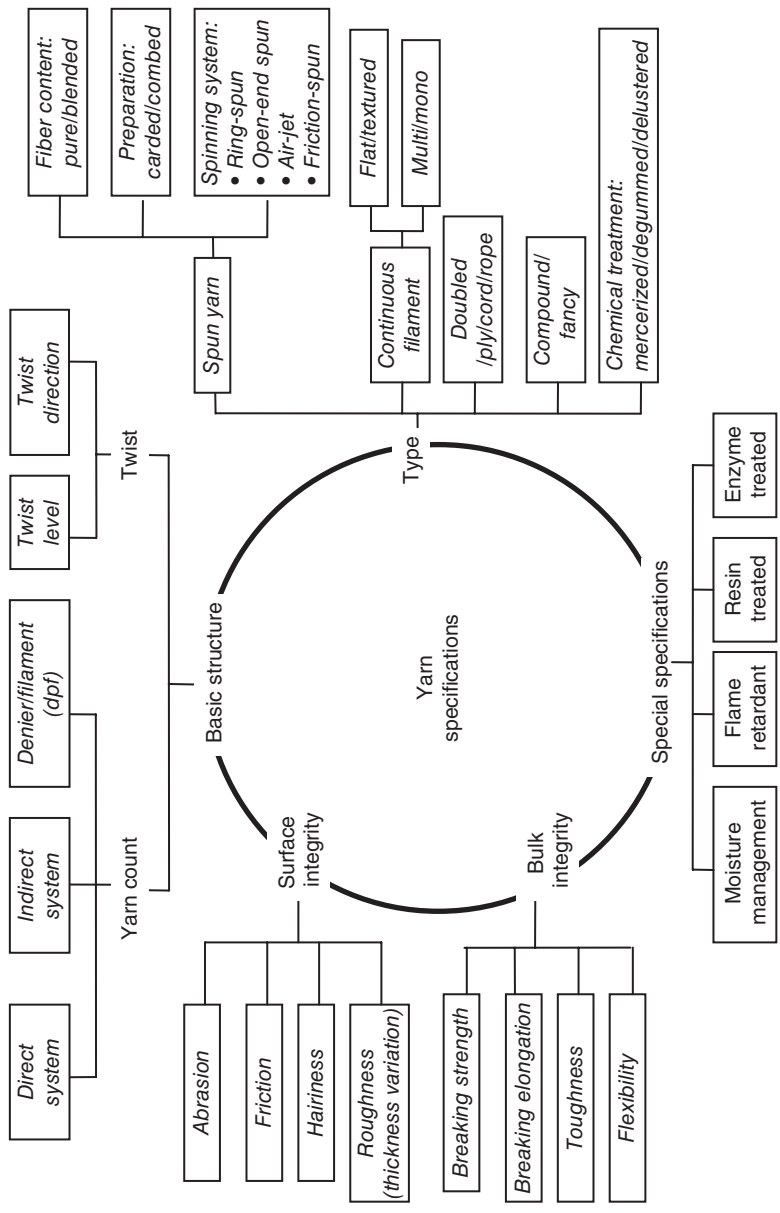 Direct
system
Indirect
system
Denier/filament
(dpf)
Twist
level
Twist
direction
Yarn count
Twist
Basic structure
Fiber content:
pure/blended
Preparation:
carded/combed
Spinning system:
• Ring-spun
• Open-end spun
• Air-jet
• Friction-spun
Spun yarn
Flat/textured
Multi/mono
Continuous
filament
Doubled
/ply/cord/rope
Compound/
fancy
Chemical treatment:
mercerized/degummed/delustered
Type
Yarn
specifications
Surface
integrity
Abrasion
Friction
Hairiness
Roughness
(thickness variation)
Bulk
integrity
Breaking strength
Breaking elongation
Toughness
Flexibility
Special specifications
Moisture
management
Flame
retardant
Resin
treated
Enzyme
treated